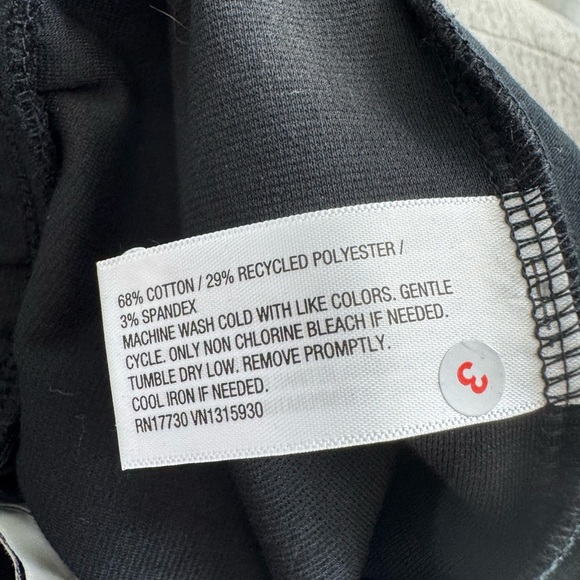 68% COTTON / 29% RECYCLED POLYESTER /
3% SPANDEX
MACHINE WASH COLD WITH LIKE COLORS. GENTLE
CYCLE. ONLY NON CHLORINE BLEACH IF NEEDED.
TUMBLE DRY LOW. REMOVE PROMPTLY.
COOL IRON IF NEEDED.
RN17730 VN1315930
3